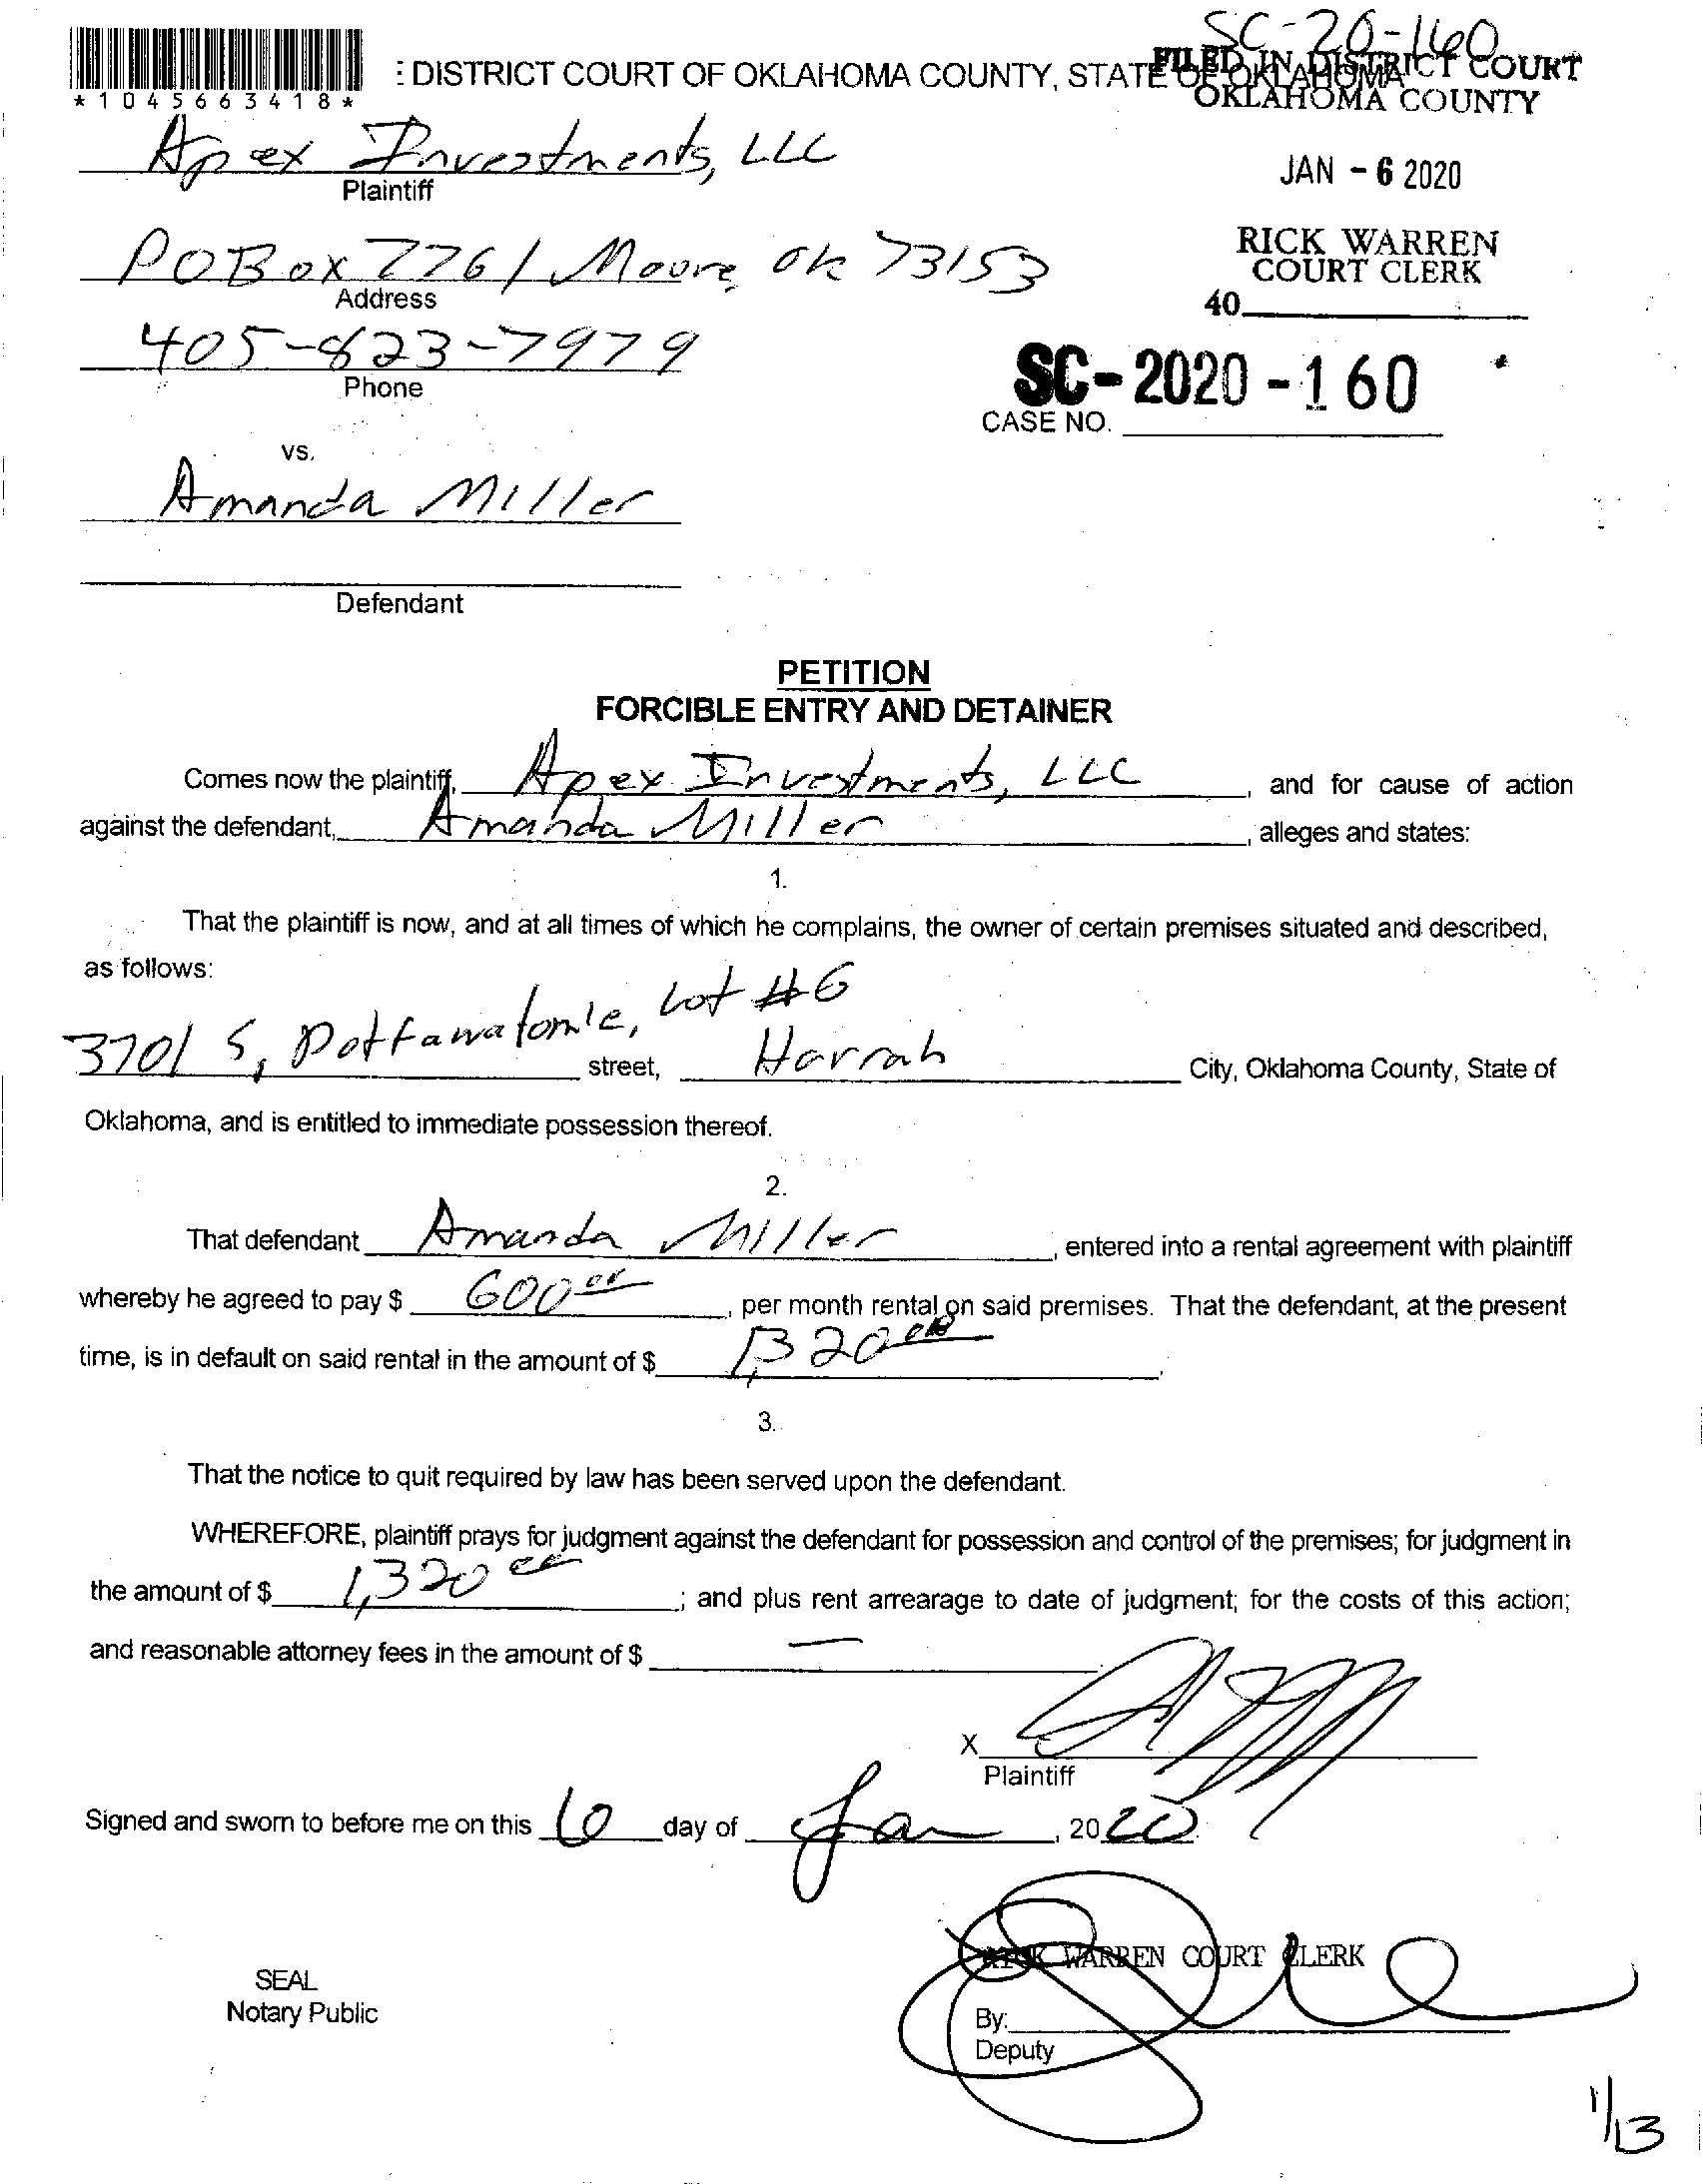 SC-20-160
: DISTRICT COURT OF OKLAHOMA COUNTY, STATE OF OKLAHOMA
FILED IN DISTRICT COURT
OKLAHOMA COUNTY
*1045663418*
Apex Investments, LLC
Plaintiff
JAN - 6 2020
RICK WARREN
COURT CLERK
40
PO Box 7761 Moore, Ok 73153
Address
405-823-7979
Phone
SC-2020-160
CASE NO.
vs.
Amanda Miller
Defendant
PETITION
FORCIBLE ENTRY AND DETAINER
Comes now the plaintiff, Apex Investments, LLC, and for cause of action
against the defendant, Amanda Miller, alleges and states:
1.
That the plaintiff is now, and at all times of which he complains, the owner of certain premises situated and described,
as follows:
3701 S, Pottawatomie, Lot #6 street, Harrah City, Oklahoma County, State of
Oklahoma, and is entitled to immediate possession thereof.
2.
That defendant Amanda Miller, entered into a rental agreement with plaintiff
whereby he agreed to pay $ 600 00, per month rental on said premises. That the defendant, at the present
time, is in default on said rental in the amount of $ 1,320 00.
3.
That the notice to quit required by law has been served upon the defendant.
WHEREFORE, plaintiff prays for judgment against the defendant for possession and control of the premises; for judgment in
the amount of $ 1,320 00; and plus rent arrearage to date of judgment; for the costs of this action;
and reasonable attorney fees in the amount of $ —
X
Plaintiff
Signed and sworn to before me on this 6 day of Jan, 2020
RICK WARREN COURT CLERK
SEAL
Notary Public
By:
Deputy
1/13